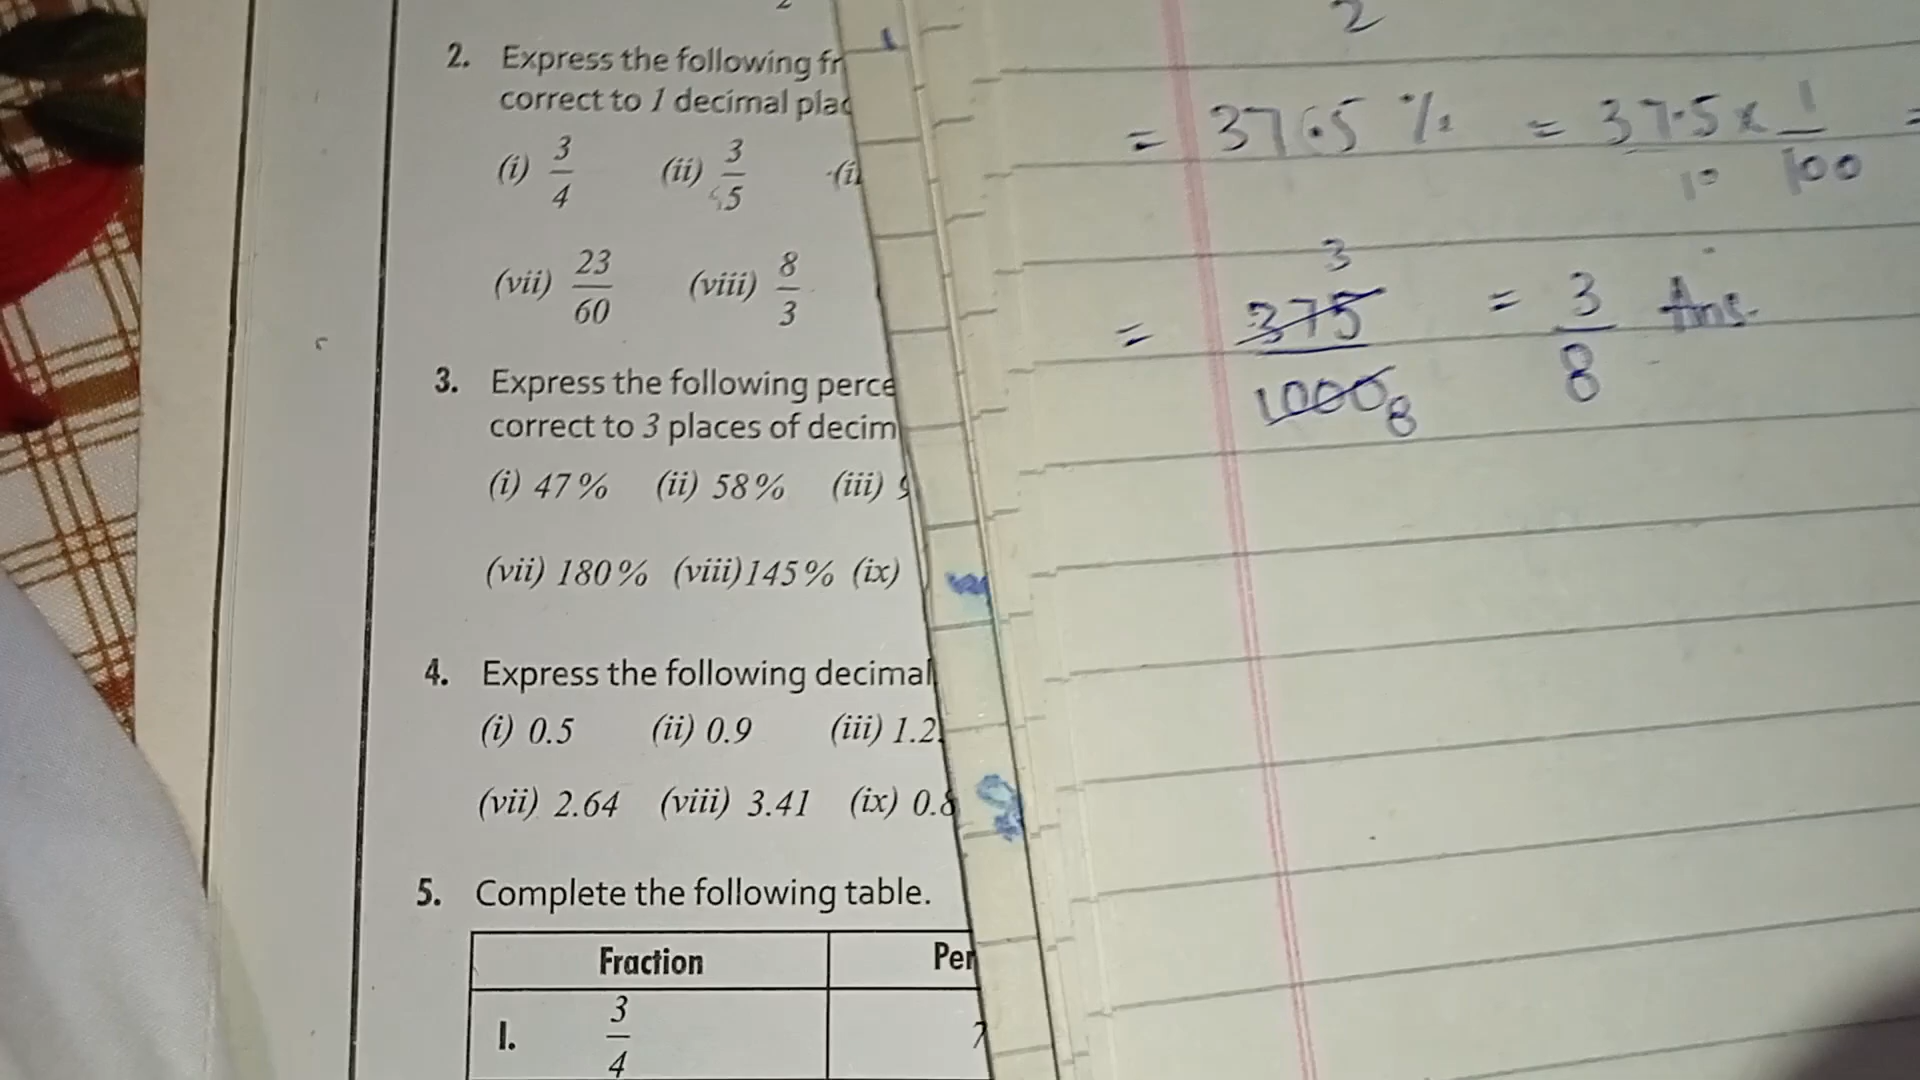 2
2. Express the following fr
correct to 1 decimal plac
(i) 3/4 (ii) 3/5 (i
(vii) 23/60 (viii) 8/3
3. Express the following perce
correct to 3 places of decim
(i) 47% (ii) 58% (iii) 9
(vii) 180% (viii) 145% (ix)
4. Express the following decimal
(i) 0.5 (ii) 0.9 (iii) 1.2
(vii) 2.64 (viii) 3.41 (ix) 0.8
5. Complete the following table.
Fraction Per
1. 3/4 7
2
= 37.5 % = 37.5 × 1/100 =
10
3
= 375/1000 = 3/8 Ans.
8